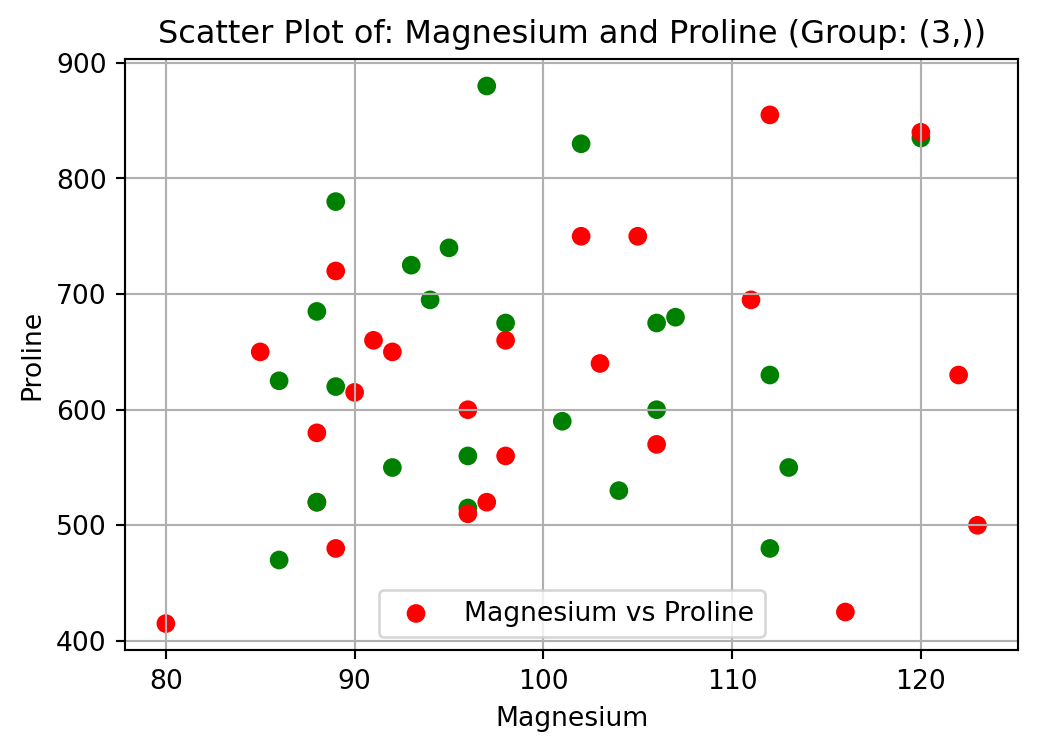 Scatter Plot of: Magnesium and Proline (Group: (3,))
900
800
700
600
500
400
Proline
Magnesium vs Proline
80 90 100 110 120
Magnesium